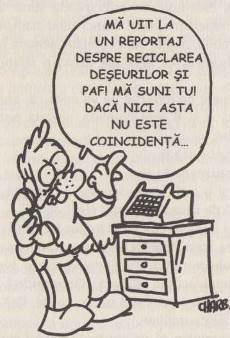 MĂ UIT LA
UN REPORTAJ
DESPRE RECICLAREA
DEȘEURILOR ȘI
PAF! MĂ SUNI TU!
DACĂ NICI ASTA
NU ESTE
COINCIDENȚĂ...
CHARB.